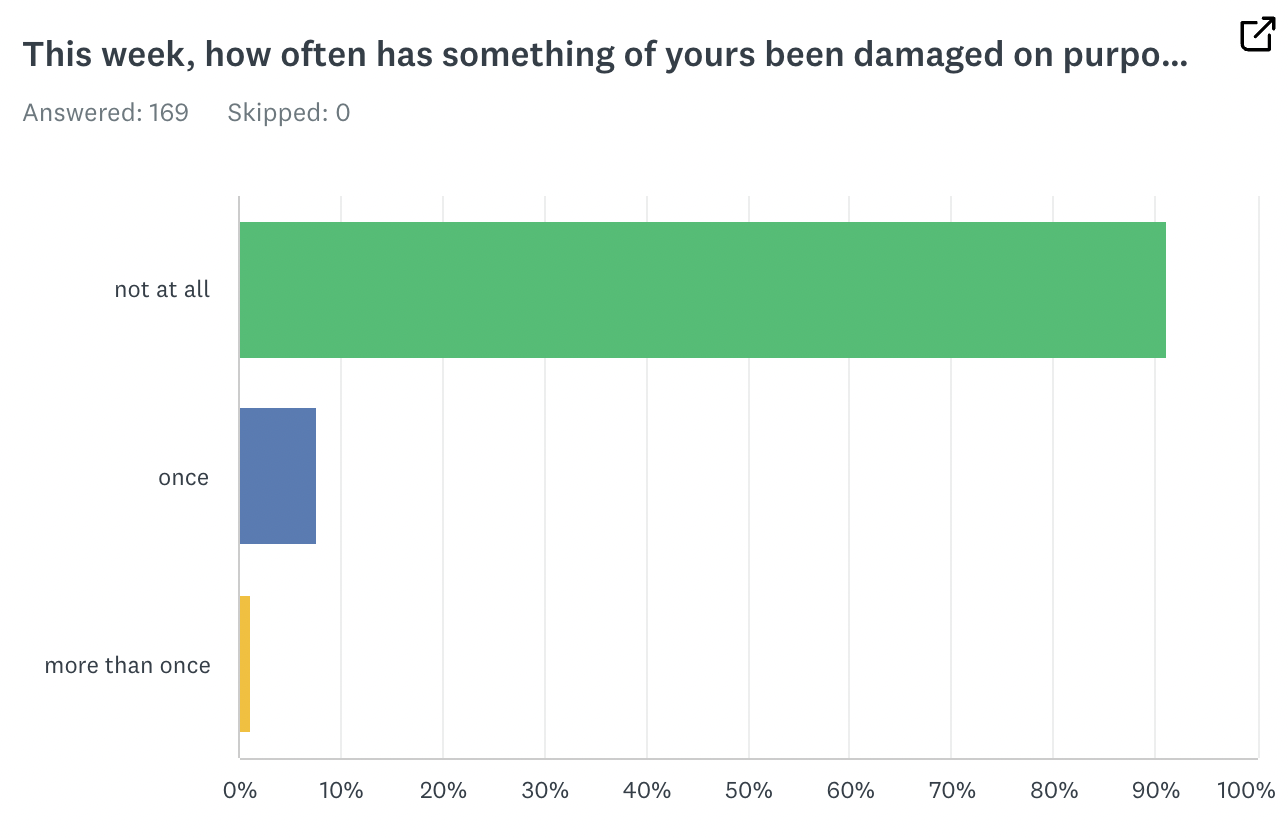 This week, how often has something of yours been damaged on purpo...
Answered: 169 Skipped: 0
not at all
once
more than once
0% 10% 20% 30% 40% 50% 60% 70% 80% 90% 100%